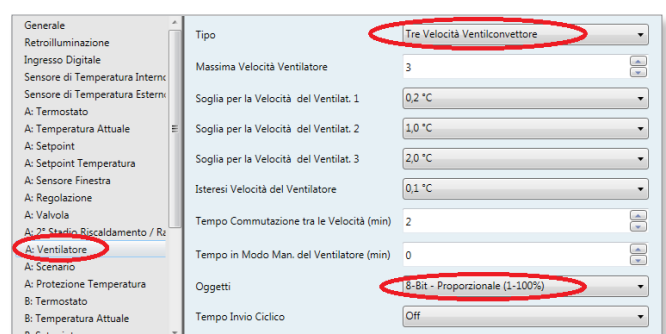 Generale
Retroilluminazione
Ingresso Digitale
Sensore di Temperatura Interno
Sensore di Temperatura Esterno
A: Termostato
A: Temperatura Attuale
A: Setpoint
A: Setpoint Temperatura
A: Sensore Finestra
A: Regolazione
A: Valvola
A: 2° Stadio Riscaldamento / Ra
A: Ventilatore
A: Scenario
A: Protezione Temperatura
B: Termostato
B: Temperatura Attuale
Tipo Tre Velocità Ventilconvettore
Massima Velocità Ventilatore 3
Soglia per la Velocità del Ventilat. 1 0,2 °C
Soglia per la Velocità del Ventilat. 2 1,0 °C
Soglia per la Velocità del Ventilat. 3 2,0 °C
Isteresi Velocità del Ventilatore 0,1 °C
Tempo Commutazione tra le Velocità (min) 2
Tempo in Modo Man. del Ventilatore (min) 0
Oggetti 8-Bit - Proporzionale (1-100%)
Tempo Invio Ciclico Off